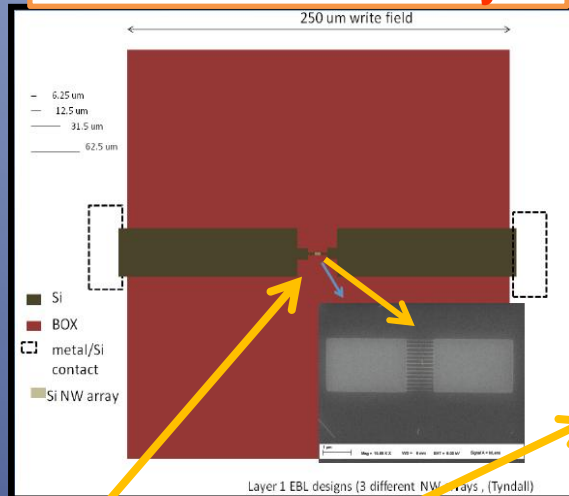 250 um write field
6.25 um
12.5 um
31.5 um
62.5 um
Si
BOX
metal/Si
contact
Si NW array
Layer 1 EBL designs (3 different NW arrays , (Tyndall)